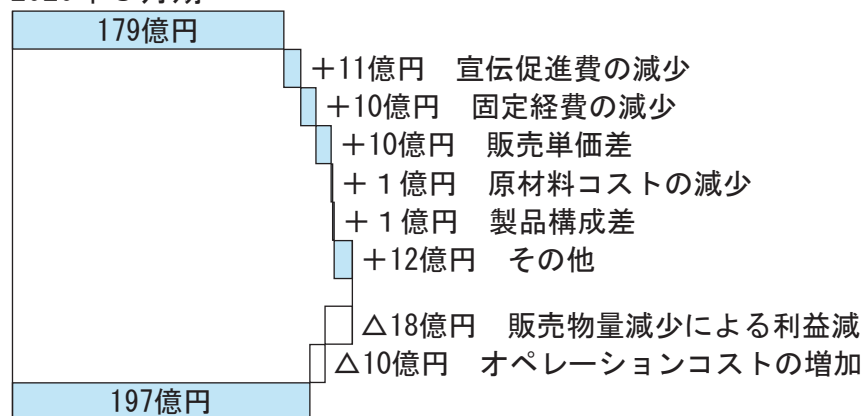 179億円
+11億円 宣伝促進費の減少
+10億円 固定経費の減少
+10億円 販売単価差
+1億円 原材料コストの減少
+1億円 製品構成差
+12億円 その他
△18億円 販売物量減少による利益減
△10億円 オペレーションコストの増加
197億円